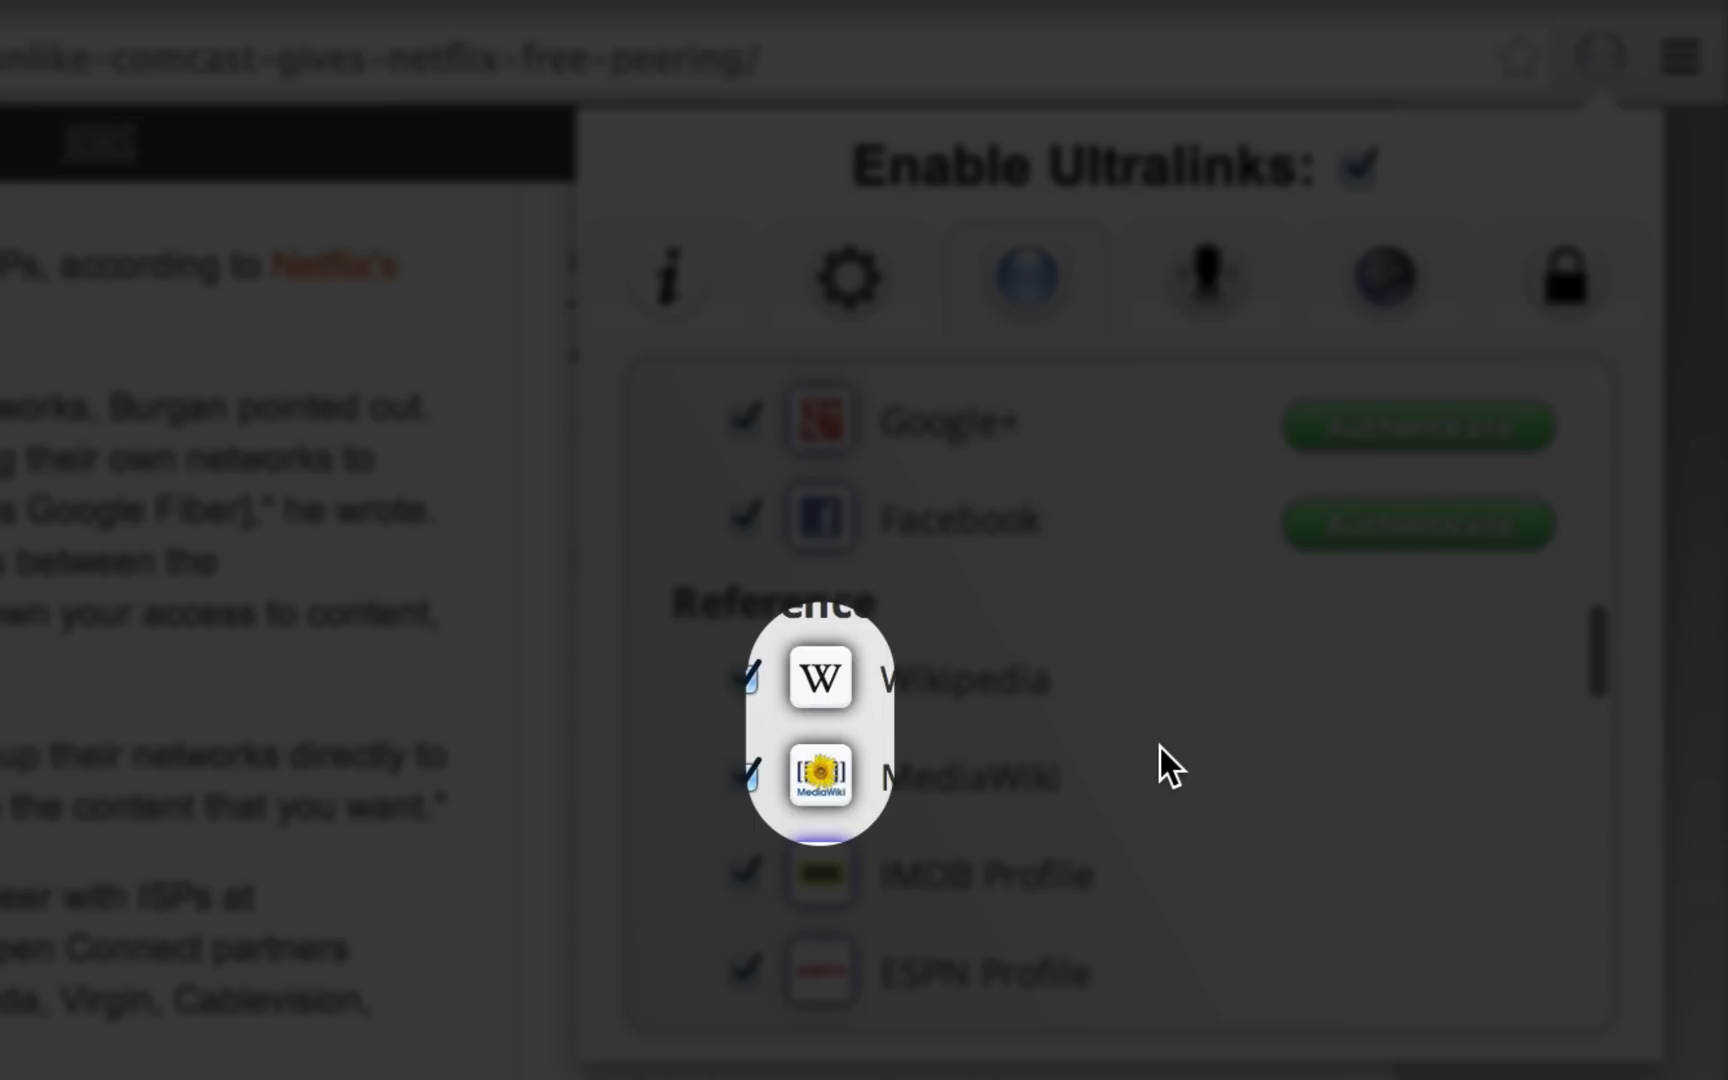 nlike-comcast-gives-netflix-free-peering/
Enable Ultralinks:
Ps, according to Netflix's
works, Burgan pointed out.
g their own networks to
s Google Fiber]," he wrote.
s between the
wn your access to content,
up their networks directly to
the content that you want."
eer with ISPs at
pen Connect partners
da, Virgin, Cablevision,
i
Google+
Authenticate
Facebook
Authenticate
Reference
W
Wikipedia
MediaWiki
MediaWiki
IMDB Profile
ESPN Profile